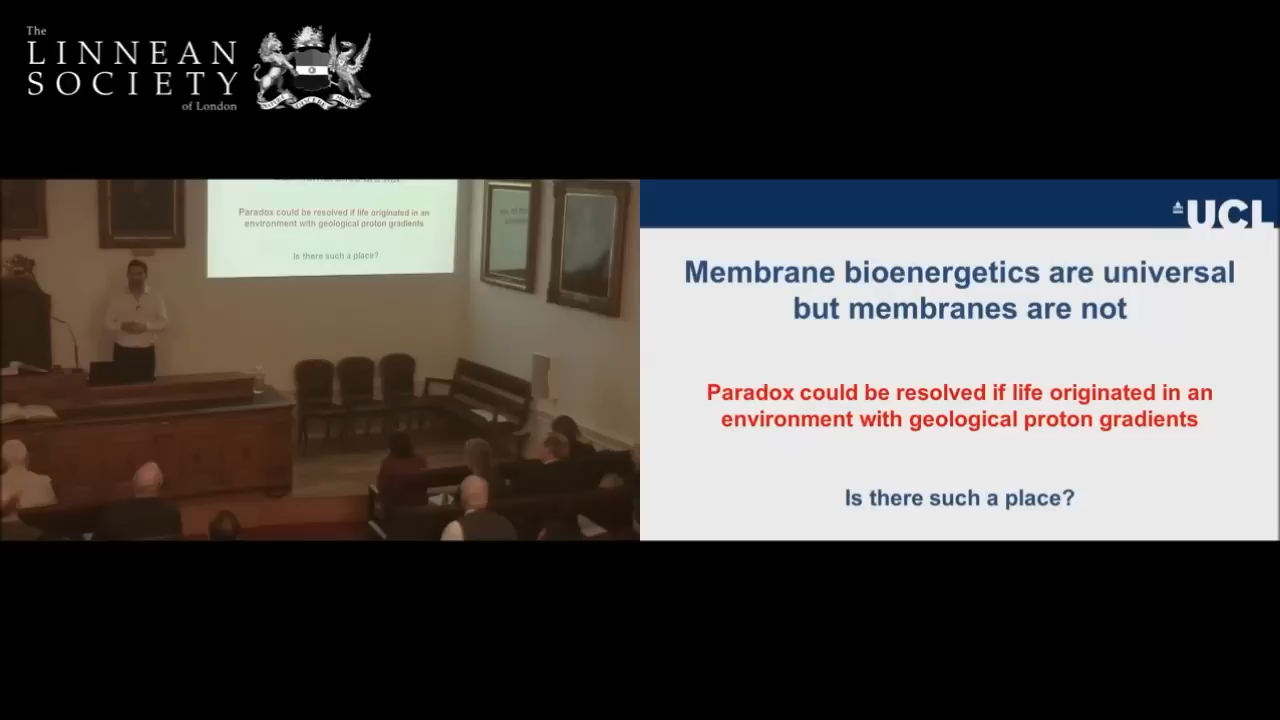 The
LINNEAN
SOCIETY
of London
Paradox could be resolved if life originated in an
environment with geological proton gradients
Is there such a place?
UCL
Membrane bioenergetics are universal
but membranes are not
Paradox could be resolved if life originated in an
environment with geological proton gradients
Is there such a place?